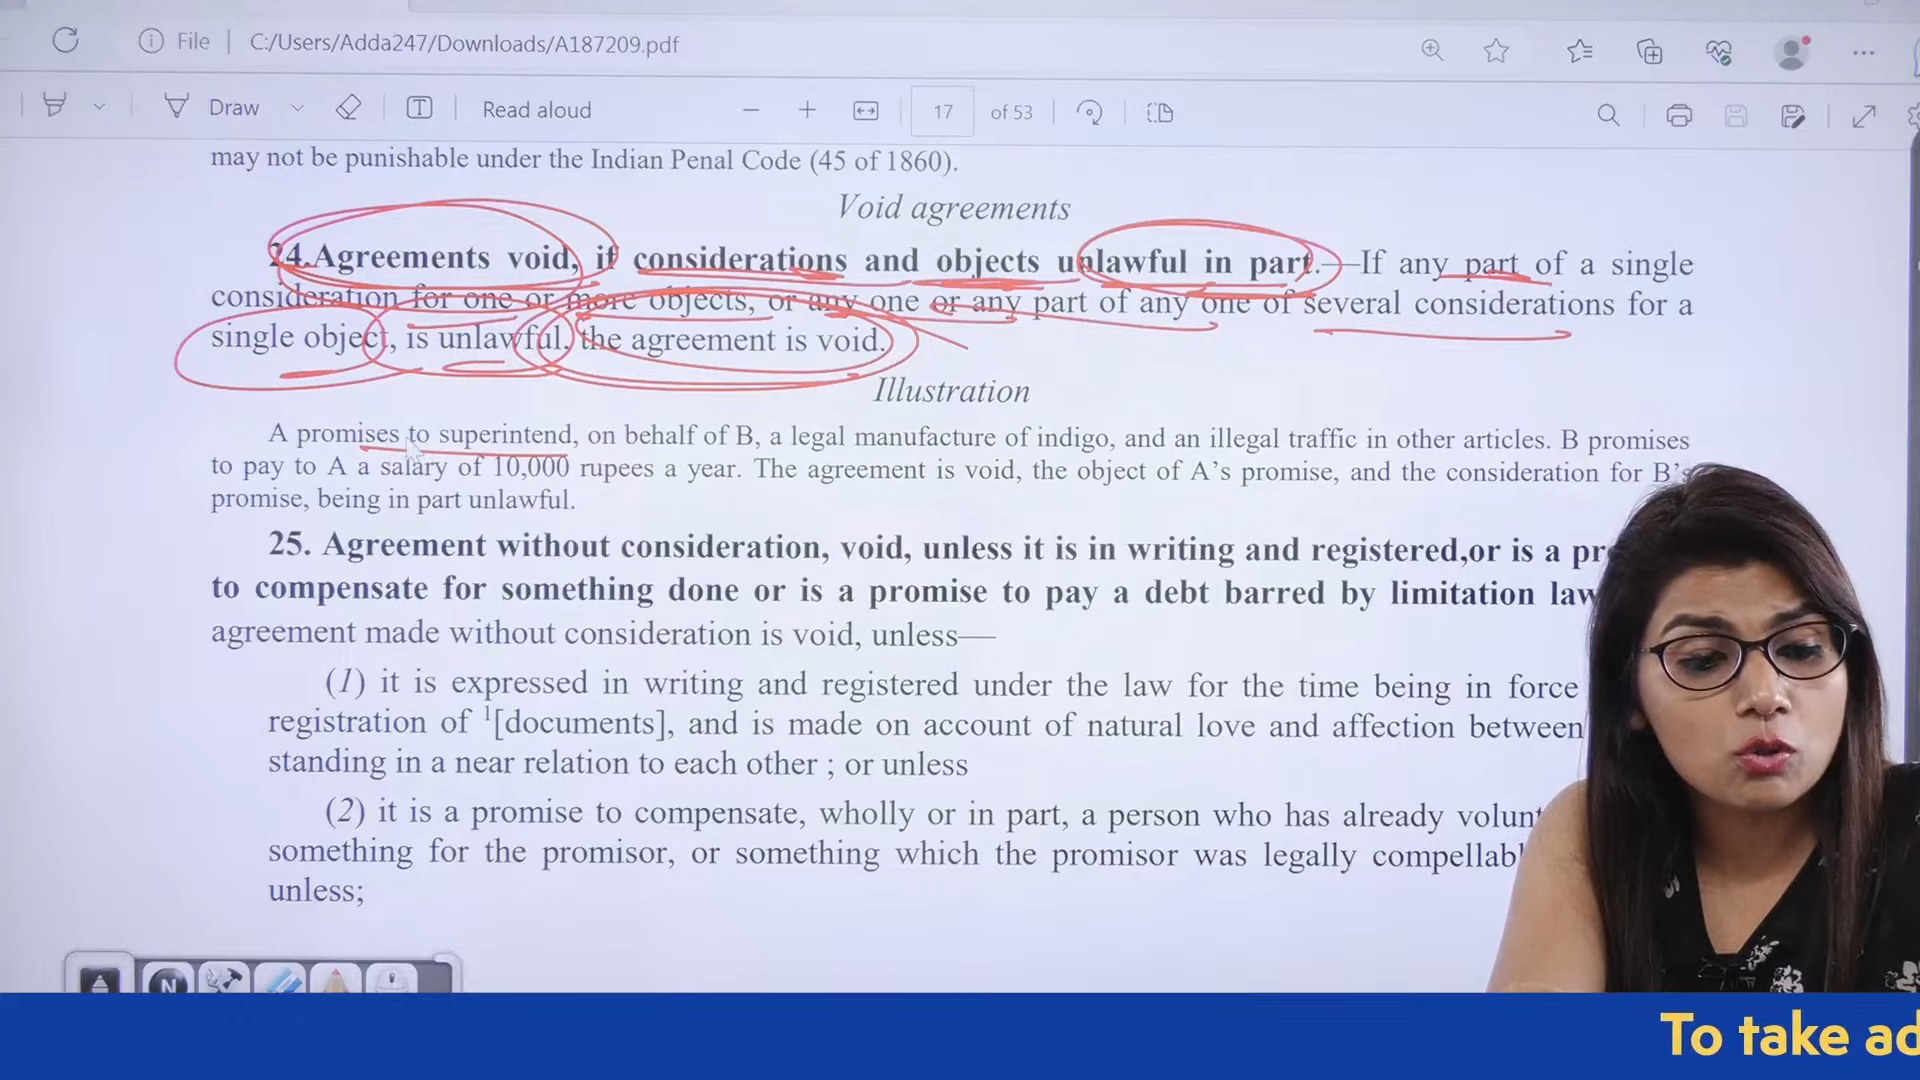 File | C:/Users/Adda247/Downloads/A187209.pdf
Draw Read aloud 17 of 53
may not be punishable under the Indian Penal Code (45 of 1860).
Void agreements
24.Agreements void, if considerations and objects unlawful in part.—If any part of a single
consideration for one or more objects, or any one or any part of any one of several considerations for a
single object, is unlawful, the agreement is void.
Illustration
A promises to superintend, on behalf of B, a legal manufacture of indigo, and an illegal traffic in other articles. B promises
to pay to A a salary of 10,000 rupees a year. The agreement is void, the object of A's promise, and the consideration for B's
promise, being in part unlawful.
25. Agreement without consideration, void, unless it is in writing and registered,or is a pr
to compensate for something done or is a promise to pay a debt barred by limitation law
agreement made without consideration is void, unless—
(1) it is expressed in writing and registered under the law for the time being in force
registration of 1[documents], and is made on account of natural love and affection between
standing in a near relation to each other ; or unless
(2) it is a promise to compensate, wholly or in part, a person who has already volunt
something for the promisor, or something which the promisor was legally compellabl
unless;
N
To take ad